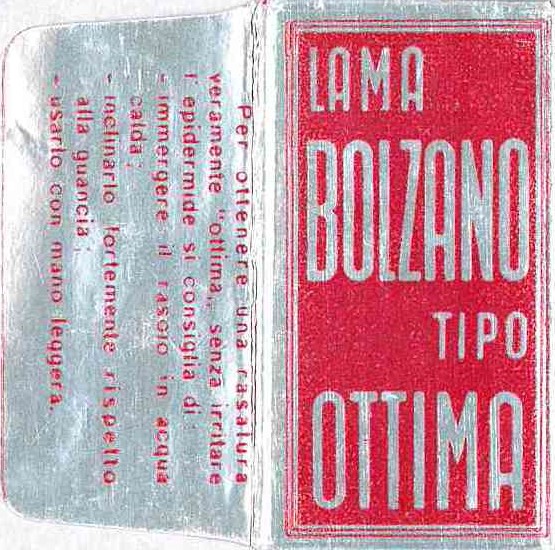 LAMA
BOLZANO
TIPO
OTTIMA
Per ottenere una rasatura
veramente "ottima,, senza irritare
l'epidermide si consiglia di:
- immergere il rasoio in acqua
calda;
- inclinarlo fortemente rispetto
alla guancia;
- usarlo con mano leggera.